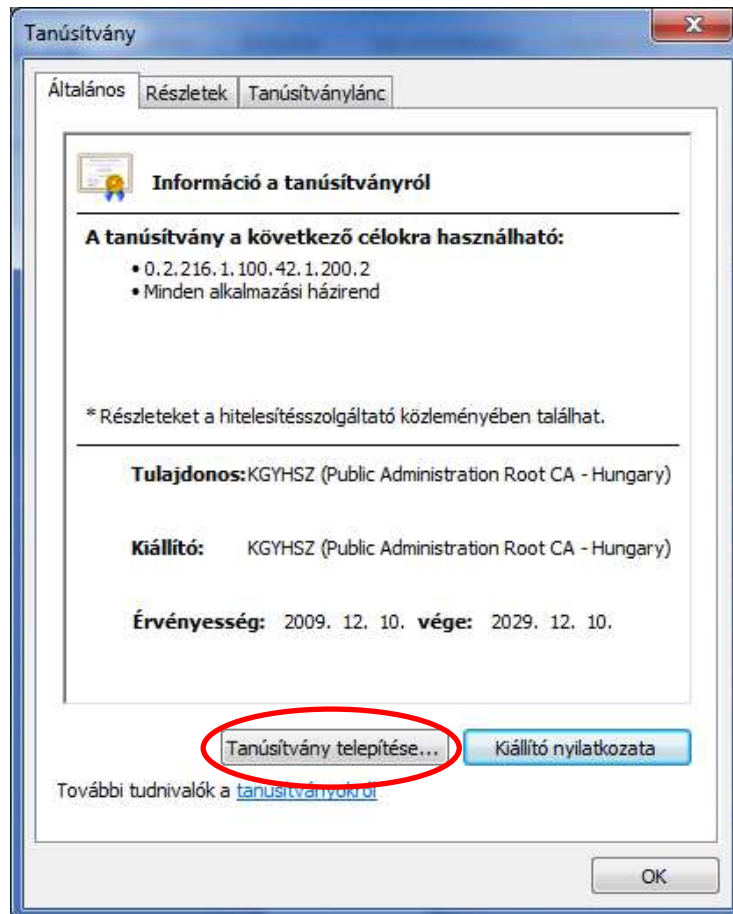 Tanúsítvány
Általános Részletek Tanúsítványlánc
Információ a tanúsítványról
A tanúsítvány a következő célokra használható:
• 0.2.216.1.100.42.1.200.2
• Minden alkalmazási házirend
* Részleteket a hitelesítésszolgáltató közleményében találhat.
Tulajdonos: KGYHSZ (Public Administration Root CA - Hungary)
Kiállító: KGYHSZ (Public Administration Root CA - Hungary)
Érvényesség: 2009. 12. 10. vége: 2029. 12. 10.
Tanúsítvány telepítése... Kiállító nyilatkozata
További tudnivalók a tanúsítványokról
OK